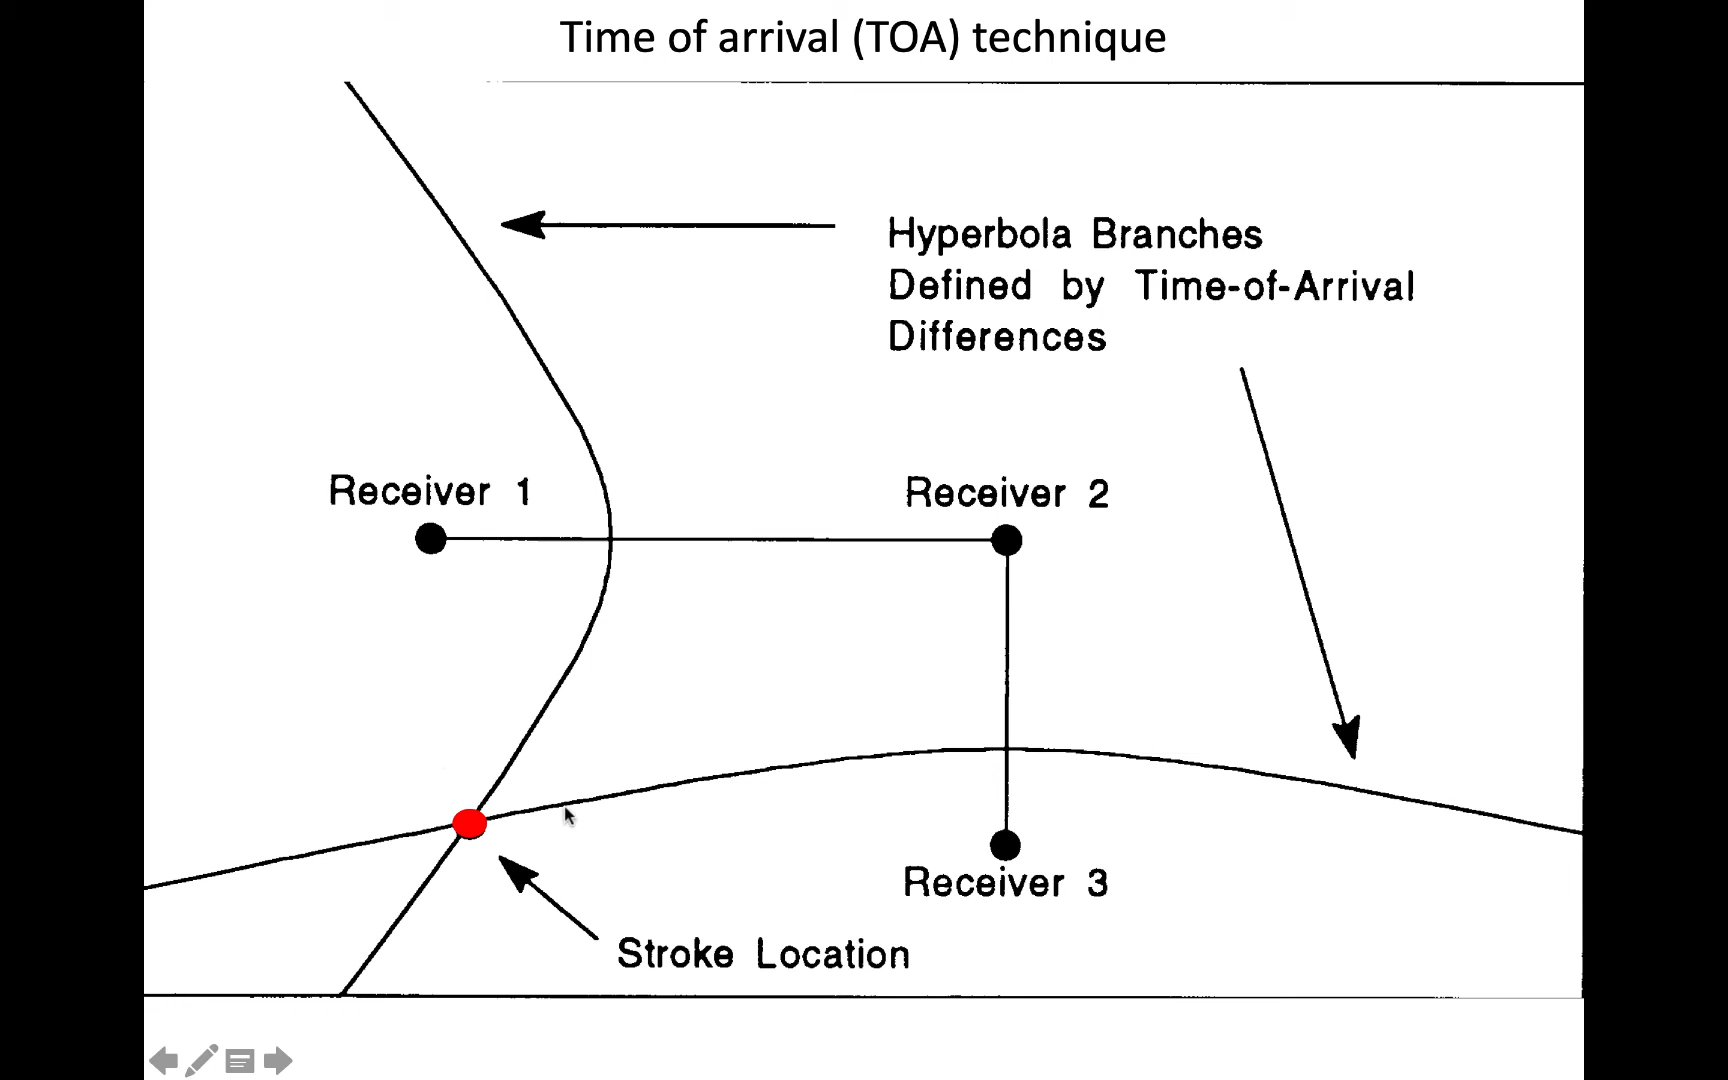 Time of arrival (TOA) technique
Hyperbola Branches
Defined by Time-of-Arrival
Differences
Receiver 1
Receiver 2
Receiver 3
Stroke Location